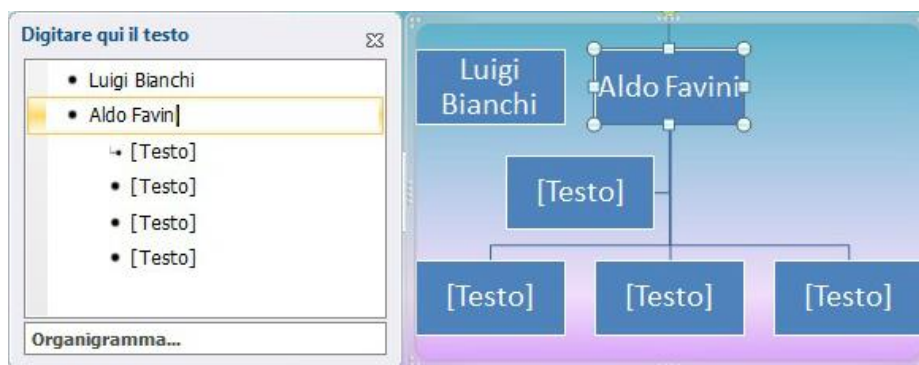 Digitare qui il testo
Luigi Bianchi
Aldo Favini
[Testo]
[Testo]
[Testo]
[Testo]
Organigramma...
Luigi
Bianchi
Aldo Favini
[Testo]
[Testo]
[Testo]
[Testo]